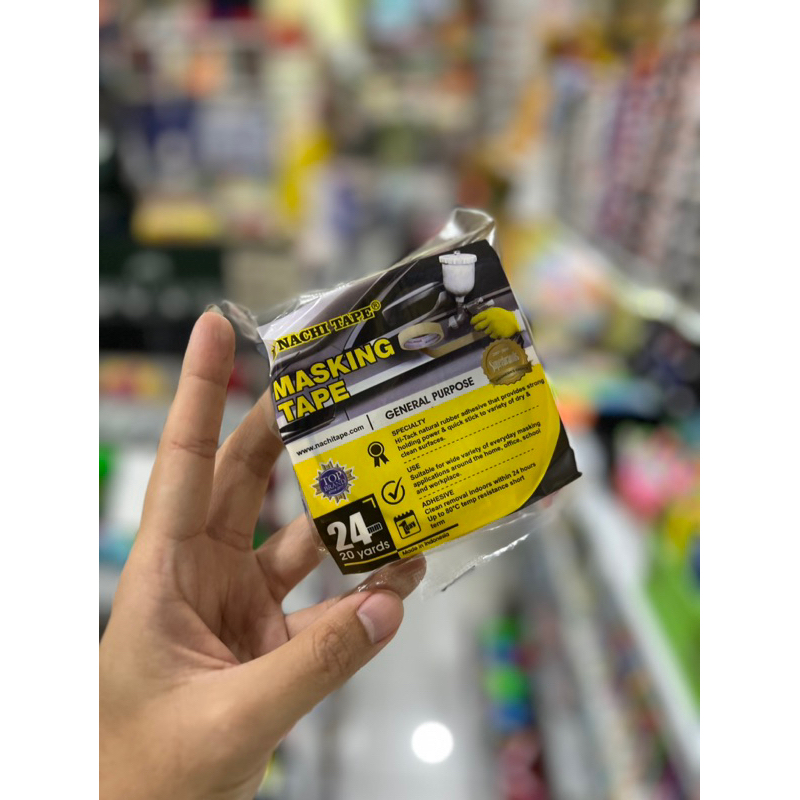 NACHI TAPE®
MASKING
TAPE
GENERAL PURPOSE
www.nachitape.com
SPECIALTY
Hi-Tack natural rubber adhesive that provides strong
holding power & quick stick to variety of dry &
clean surfaces.
USE
Suitable for wide variety of everyday masking
applications around the home, office, school
and workplace.
ADHESIVE
Clean removal indoors within 24 hours
Up to 80°C temp resistance short
term
TOP
24mm
20 yards
1
Made in Indonesia